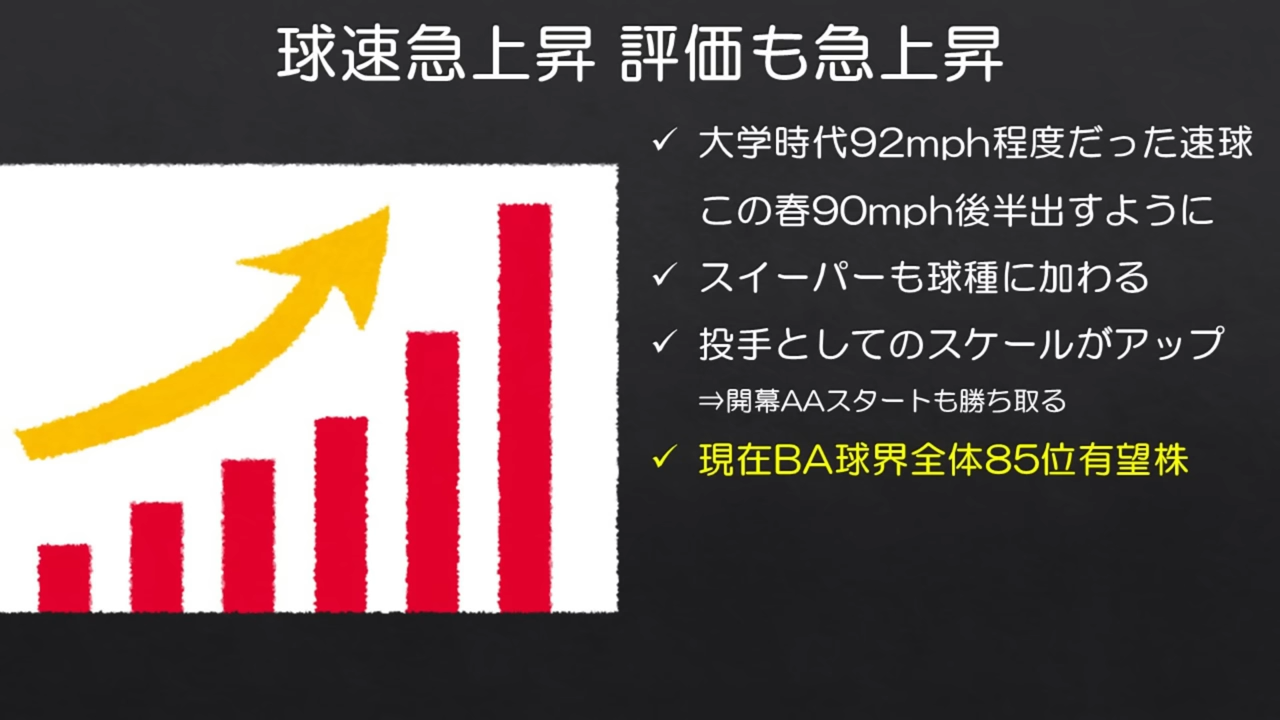 球速急上昇 評価も急上昇
✓ 大学時代92mph程度だった速球
この春90mph後半出すように
✓ スイーパーも球種に加わる
✓ 投手としてのスケールがアップ
⇒開幕AAスタートも勝ち取る
✓ 現在BA球界全体85位有望株